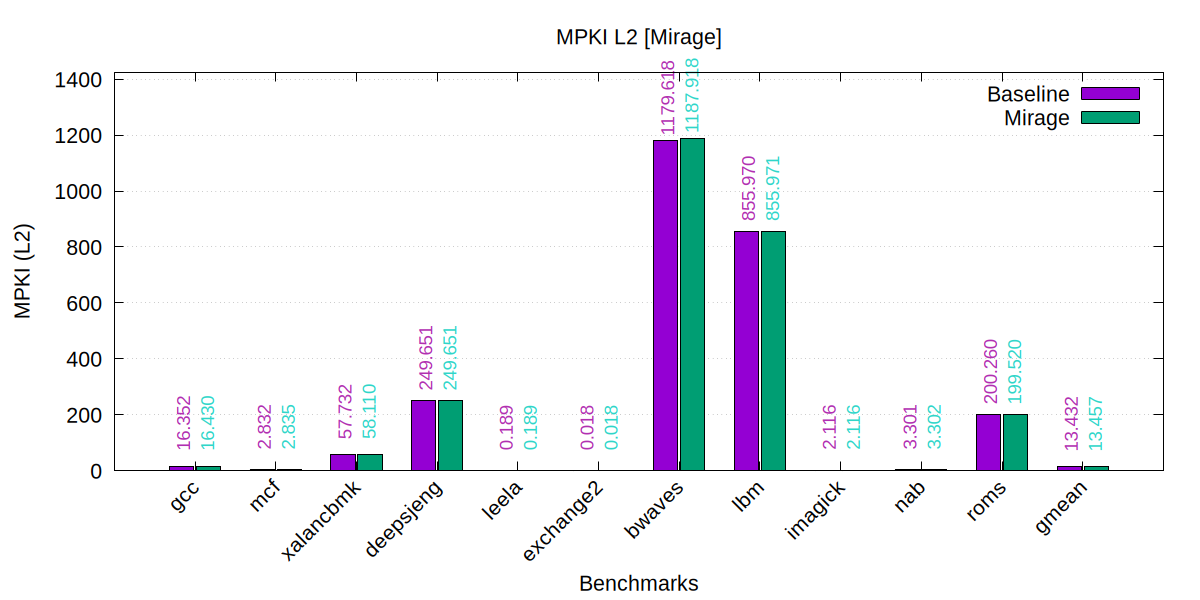 MPKI L2 [Mirage]
MPKI (L2)
1400
1200
1000
800
600
400
200
0
Baseline
Mirage
16.352
16.430
2.832
2.835
57.732
58.110
249.651
249.651
0.189
0.189
0.018
0.018
1179.618
1187.918
855.970
855.971
2.116
2.116
3.301
3.302
200.260
199.520
13.432
13.457
gcc
mcf
xalancbmk
deepsjeng
leela
exchange2
bwaves
lbm
imagick
nab
roms
gmean
Benchmarks